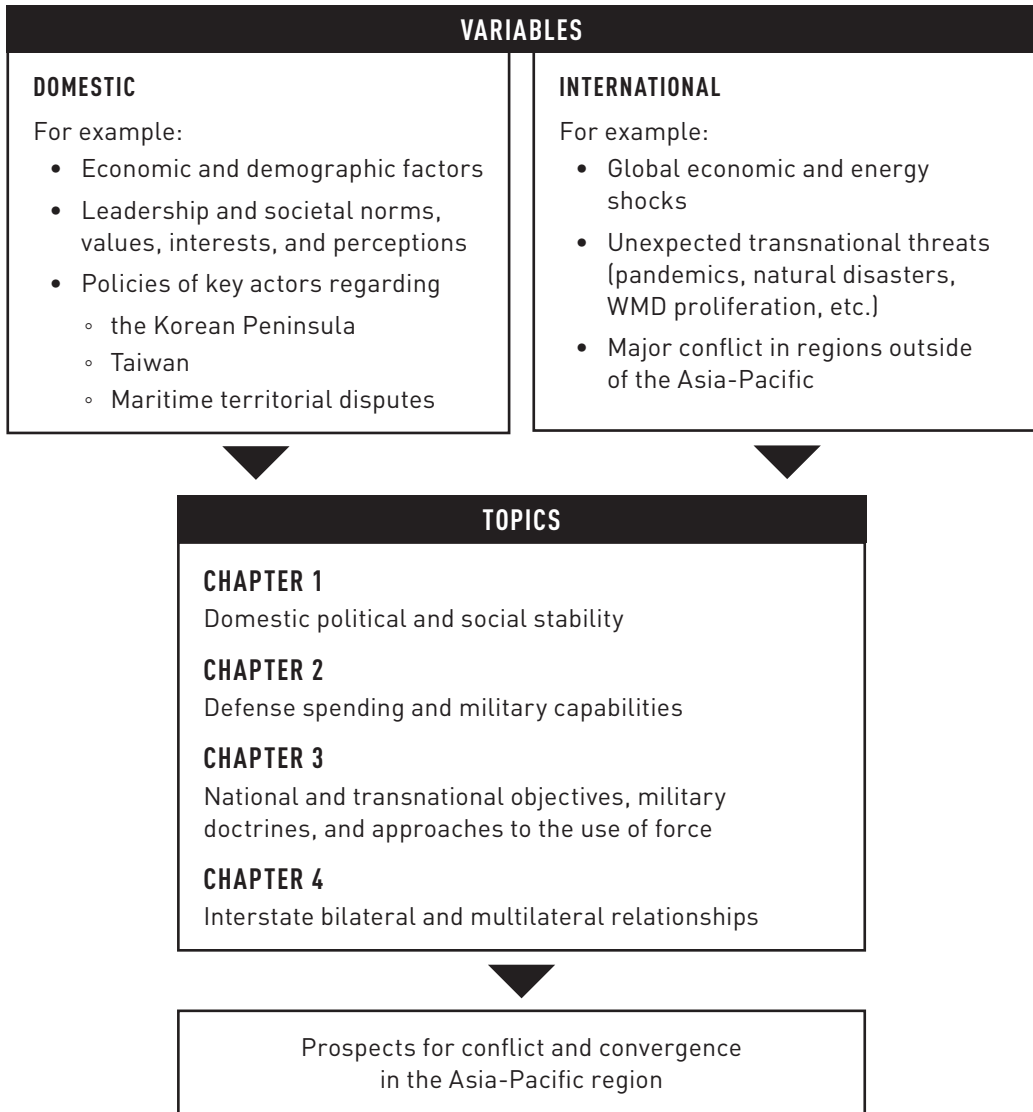 VARIABLES
DOMESTIC
For example:
• Economic and demographic factors
• Leadership and societal norms,
values, interests, and perceptions
• Policies of key actors regarding
◦ the Korean Peninsula
◦ Taiwan
◦ Maritime territorial disputes
INTERNATIONAL
For example:
• Global economic and energy
shocks
• Unexpected transnational threats
(pandemics, natural disasters,
WMD proliferation, etc.)
• Major conflict in regions outside
of the Asia-Pacific
TOPICS
CHAPTER 1
Domestic political and social stability
CHAPTER 2
Defense spending and military capabilities
CHAPTER 3
National and transnational objectives, military
doctrines, and approaches to the use of force
CHAPTER 4
Interstate bilateral and multilateral relationships
Prospects for conflict and convergence
in the Asia-Pacific region